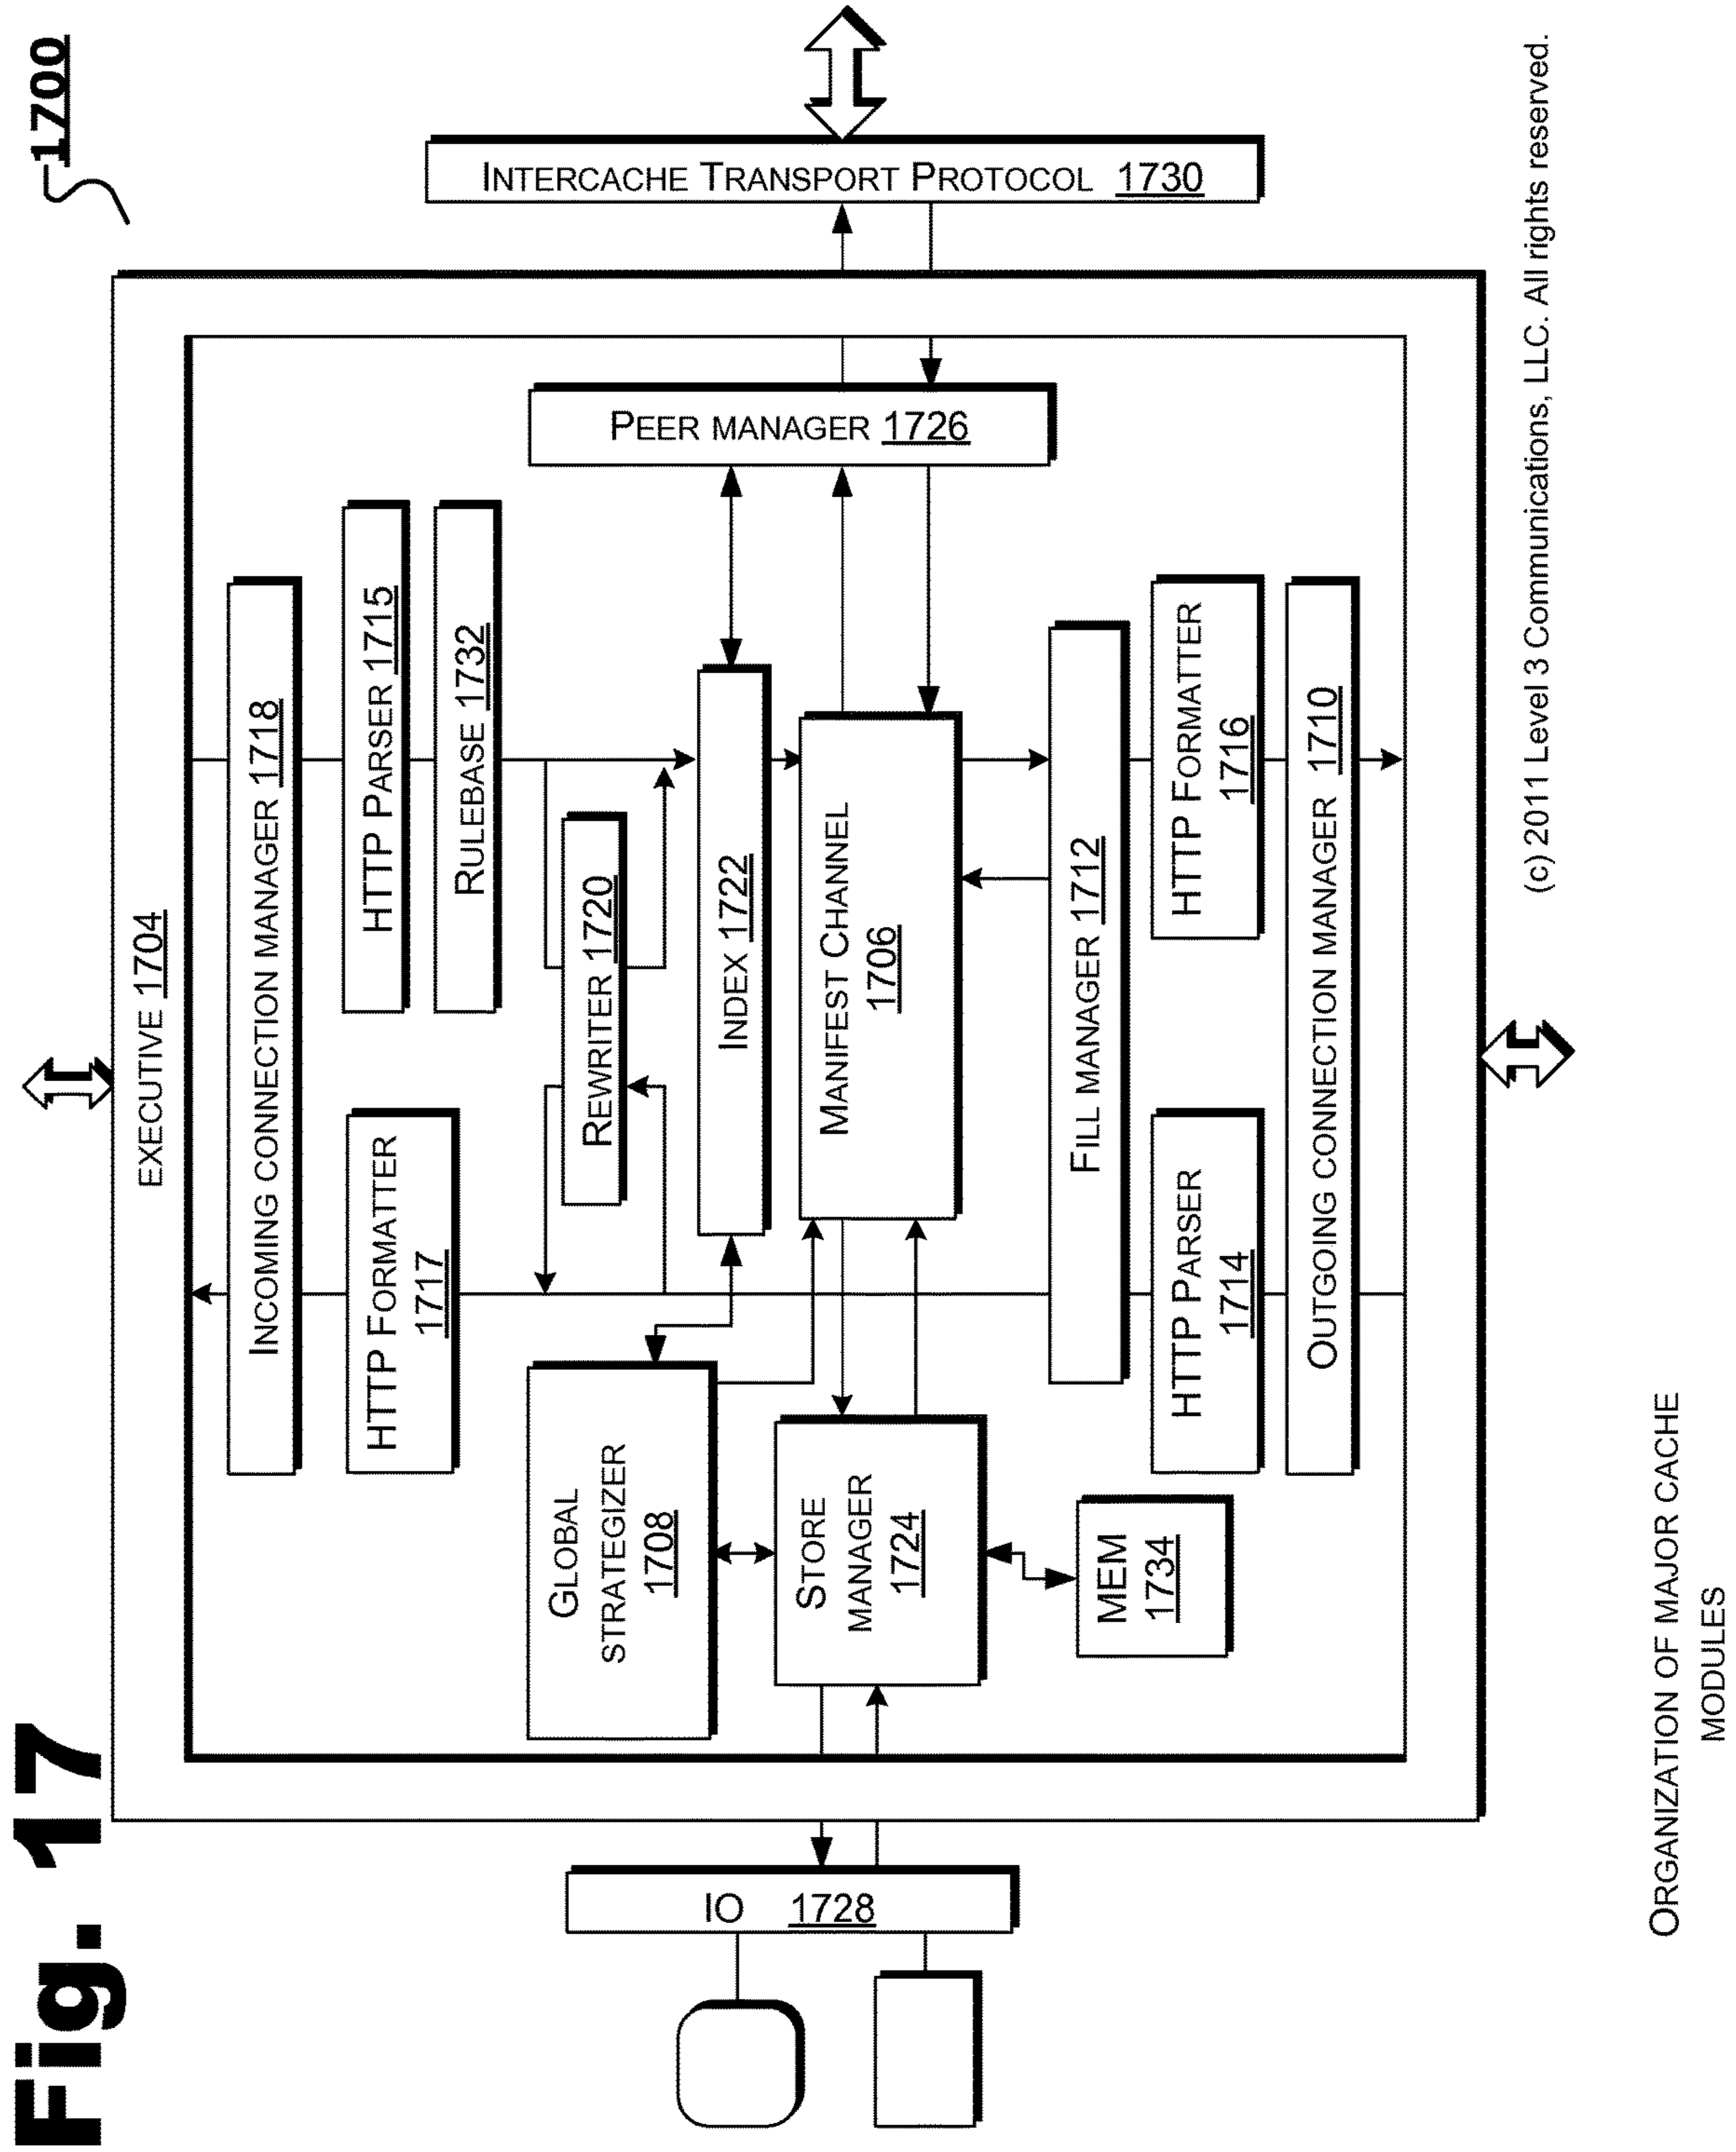 Fig. 17
1700
EXECUTIVE 1704
INCOMING CONNECTION MANAGER 1718
HTTP FORMATTER
1717
HTTP PARSER 1715
RULEBASE 1732
REWRITER 1720
GLOBAL
STRATEGIZER
1708
INDEX 1722
PEER MANAGER 1726
INTERCACHE TRANSPORT PROTOCOL 1730
IO 1728
STORE
MANAGER
1724
MANIFEST CHANNEL
1706
MEM
1734
FILL MANAGER 1712
HTTP PARSER
1714
HTTP FORMATTER
1716
OUTGOING CONNECTION MANAGER 1710
(c) 2011 Level 3 Communications, LLC. All rights reserved.
ORGANIZATION OF MAJOR CACHE
MODULES